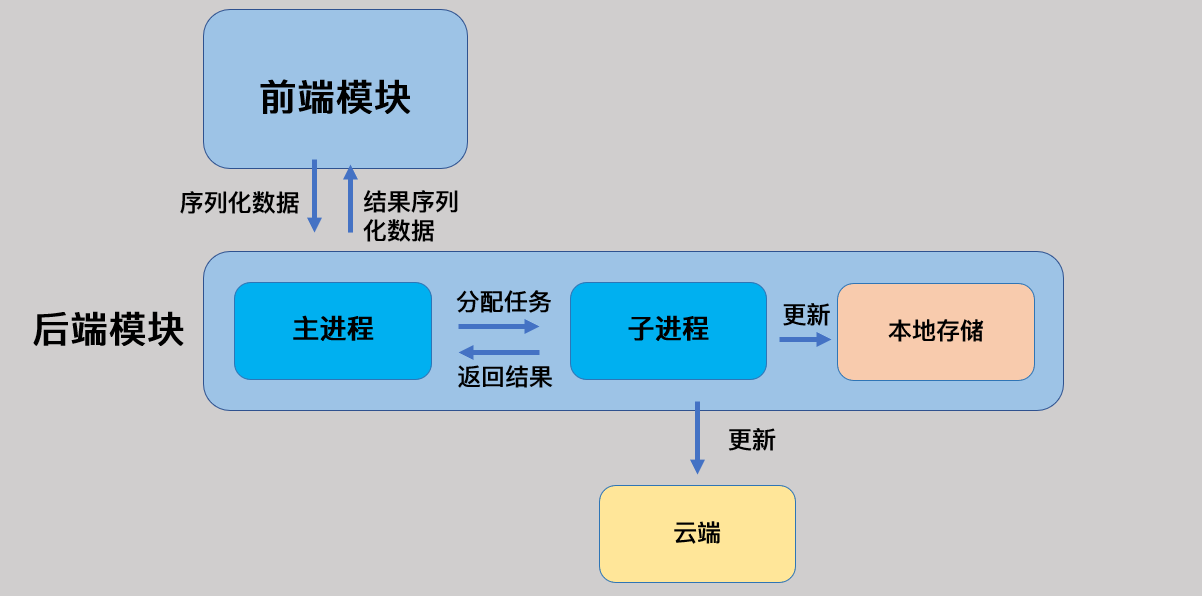 前端模块
序列化数据
结果序列
化数据
后端模块
主进程
分配任务
返回结果
子进程
更新
本地存储
更新
云端